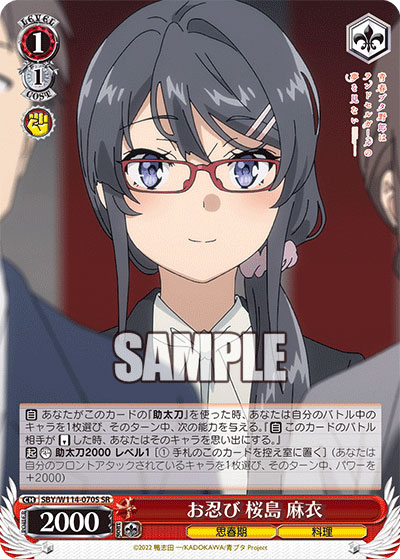 LEVEL
1
1
COST
青春ブタ野郎は
ランドセルガールの
夢を見ない
SAMPLE
【自】 あなたがこのカードの「助太刀」を使った時、あなたは自分のバトル中の
キャラを1枚選び、そのターン中、次の能力を与える。『【自】 このカードのバトル
相手が【リバース】した時、あなたはそのキャラを思い出にする。』
【起】 助太刀2000 レベル1 [① 手札のこのカードを控え室に置く] (あなたは
自分のフロントアタックされているキャラを1枚選び、そのターン中、パワーを
+2000)
CH SBY/W114-070S SR
お忍び 桜島 麻衣
2000
思春期 料理
©2022 鴨志田 一/KADOKAWA/青ブタ Project